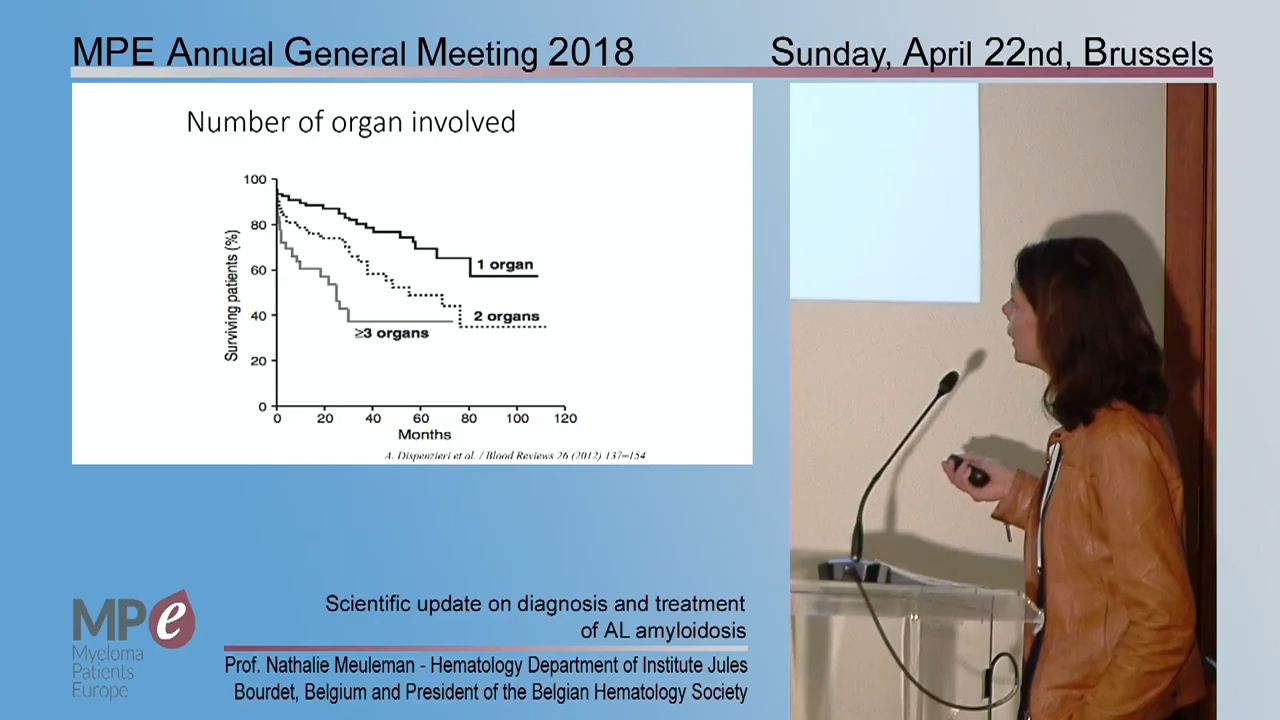 MPE Annual General Meeting 2018
Sunday, April 22nd, Brussels
Number of organ involved
Surviving patients (%)
100
80
60
40
20
0
1 organ
2 organs
≥3 organs
0 20 40 60 80 100 120
Months
A. Dispenzieri et al. / Blood Reviews 26 (2012) 137–154
Scientific update on diagnosis and treatment
of AL amyloidosis
Prof. Nathalie Meuleman - Hematology Department of Institute Jules
Bourdet, Belgium and President of the Belgian Hematology Society
MPe
Myeloma
Patients
Europe